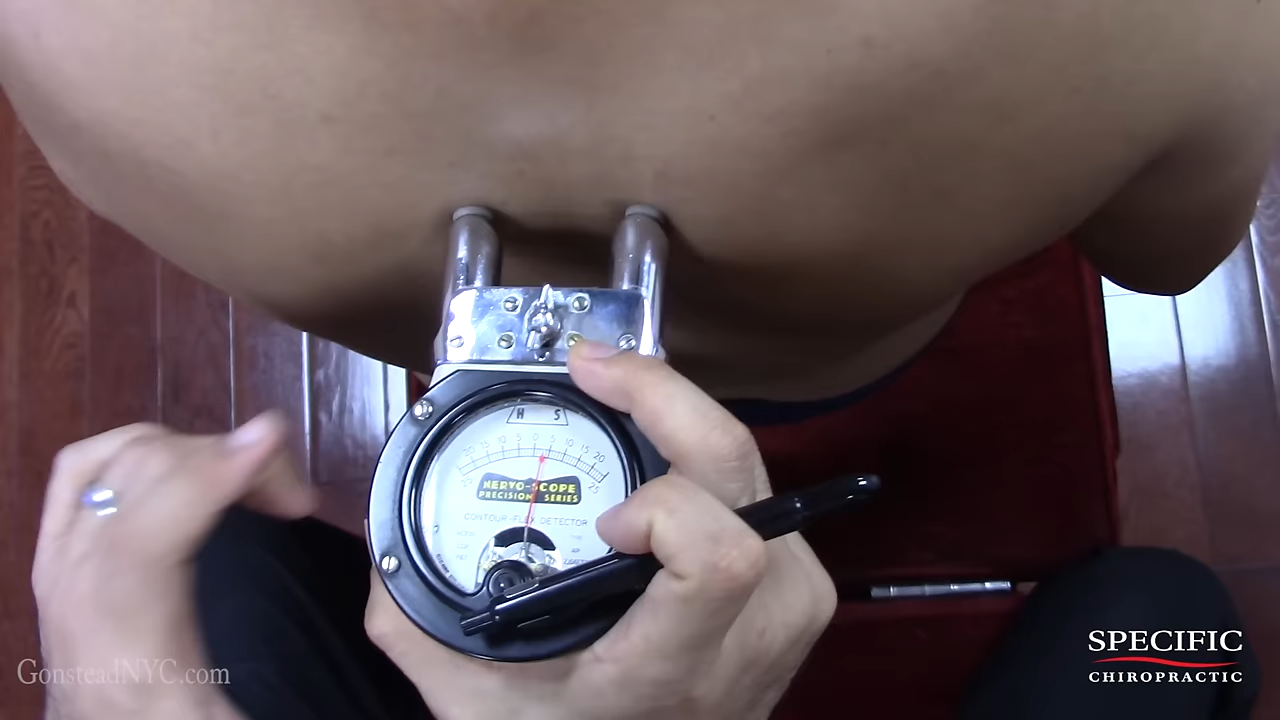 H S
25 20 15 10 5 0 5 10 15 20 25
NERVO-SCOPE
PRECISION SERIES
CONTOUR-FLEX DETECTOR
GonsteadNYC.com
SPECIFIC
CHIROPRACTIC